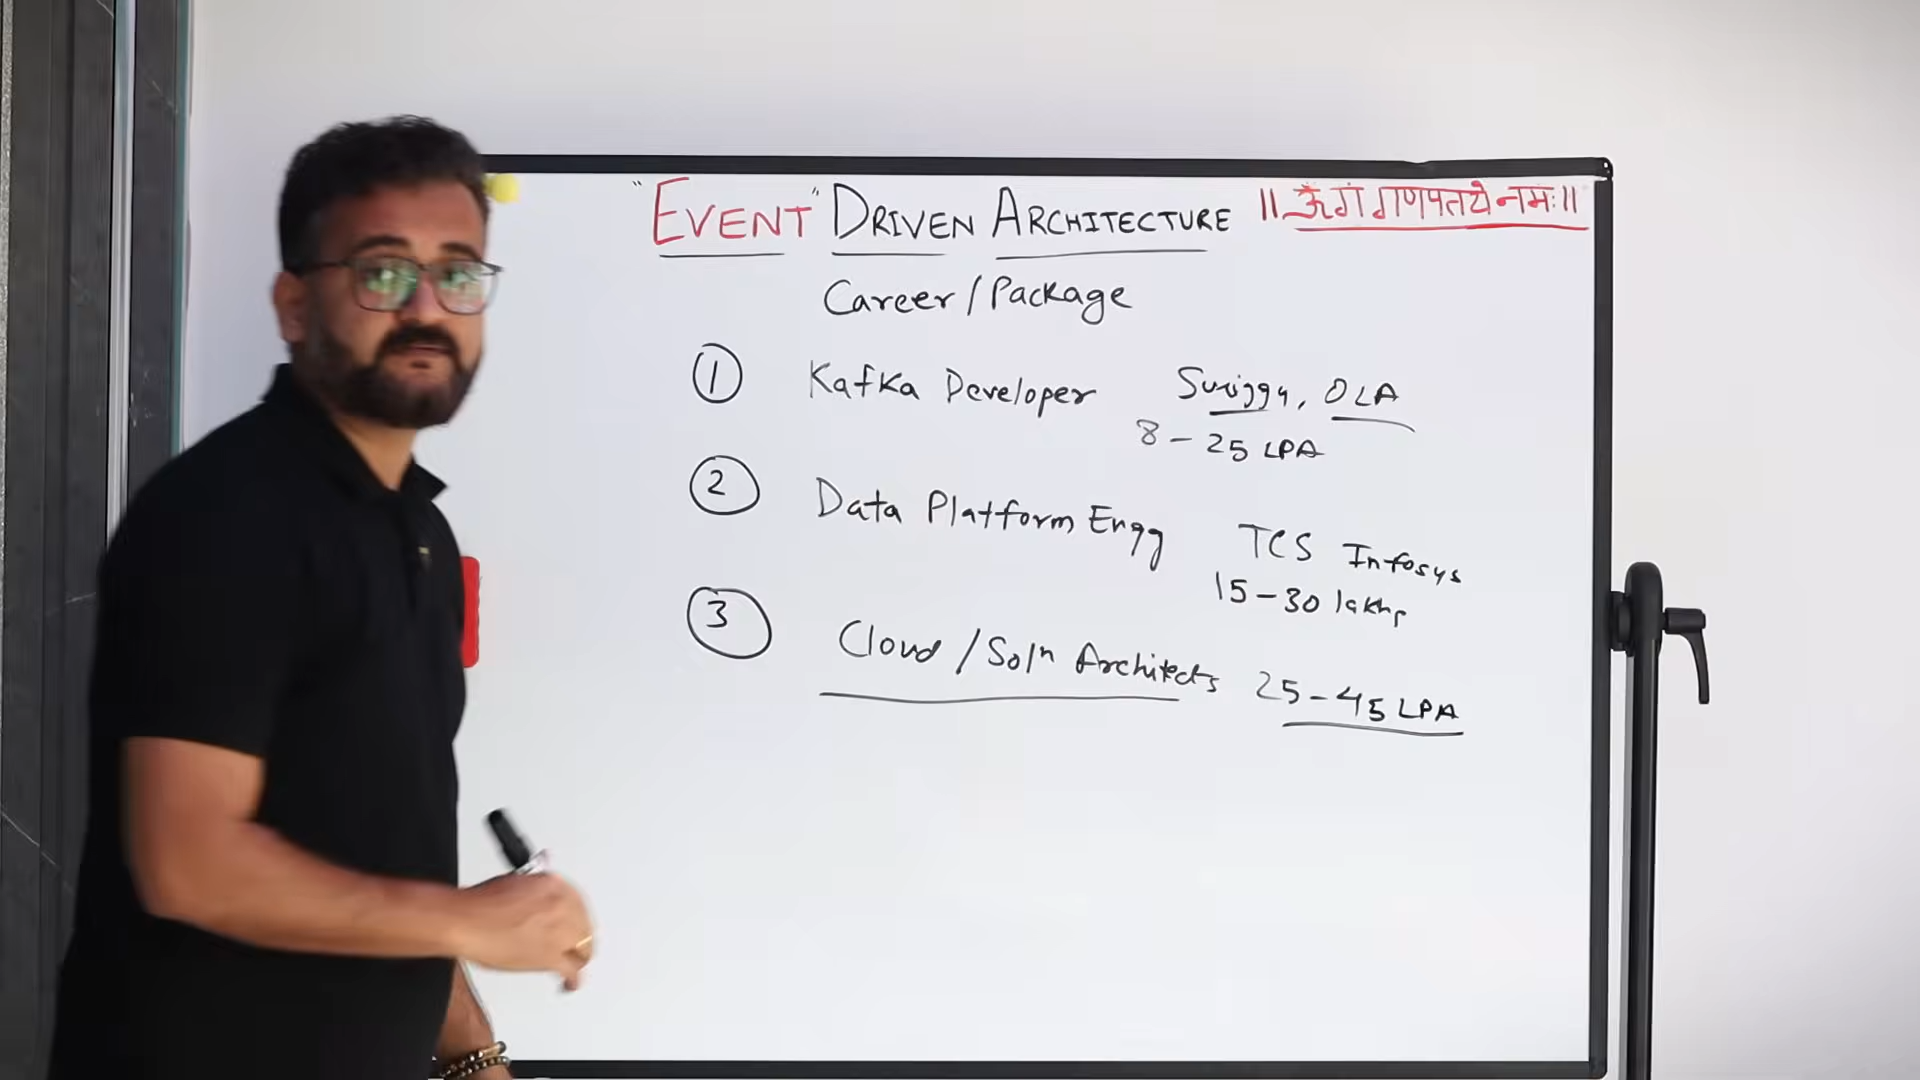 "EVENT" DRIVEN ARCHITECTURE ॥ ॐ गं गणपतये नमः ॥
Career/Package
1 Kafka Developer Swiggy, OLA
8 - 25 LPA
2 Data Platform Engg TCS Infosys
15-30 lakhs
3 Cloud/Solⁿ Architects 25-45 LPA